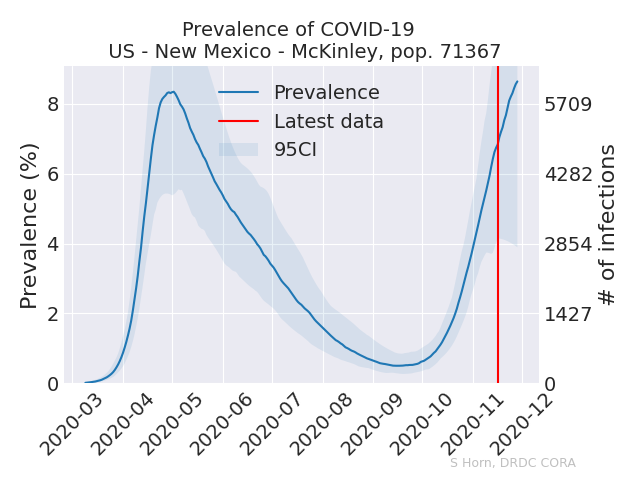 Prevalence of COVID-19
US - New Mexico - McKinley, pop. 71367
Prevalence
Latest data
95CI
Prevalence (%)
8
6
4
2
0
5709
4282
2854
1427
0
# of infections
2020-03
2020-04
2020-05
2020-06
2020-07
2020-08
2020-09
2020-10
2020-11
2020-12
S Horn, DRDC CORA